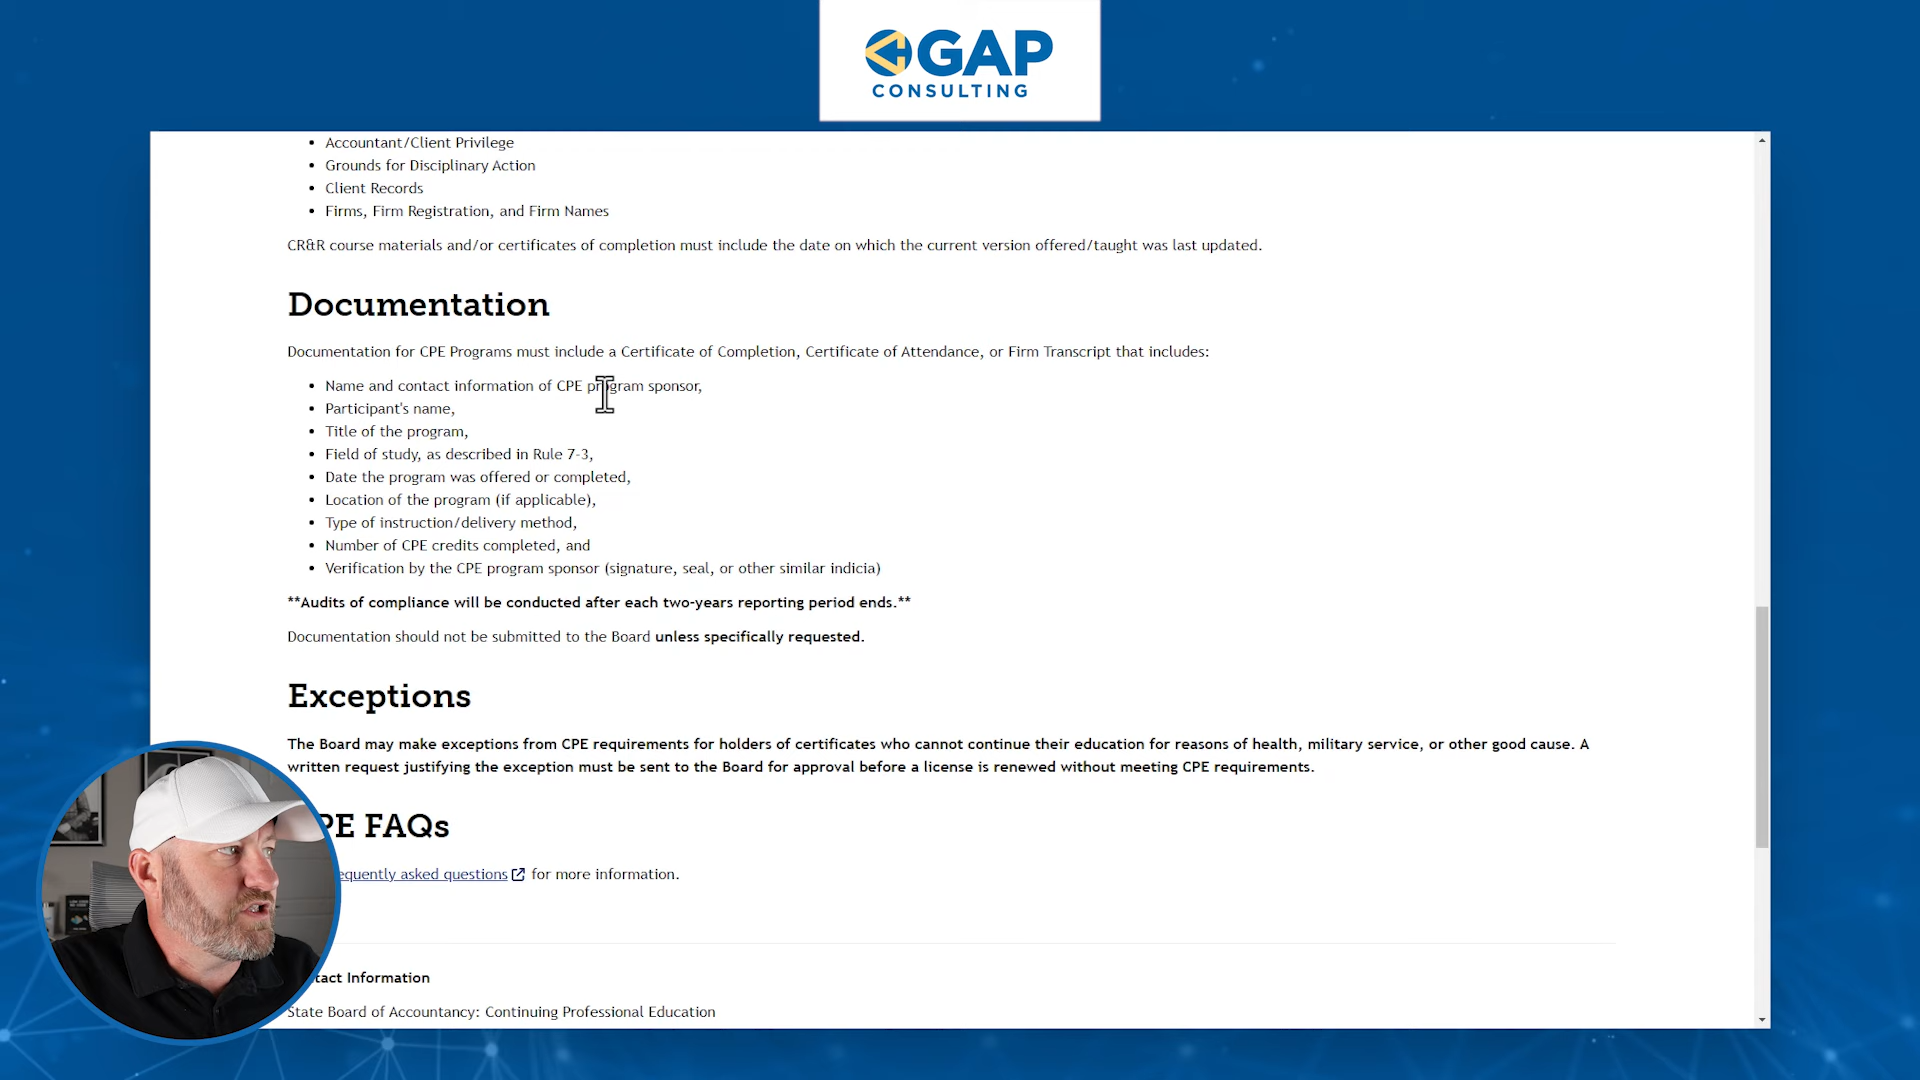 GAP
CONSULTING
Accountant/Client Privilege
Grounds for Disciplinary Action
Client Records
Firms, Firm Registration, and Firm Names
CR&R course materials and/or certificates of completion must include the date on which the current version offered/taught was last updated.
Documentation
Documentation for CPE Programs must include a Certificate of Completion, Certificate of Attendance, or Firm Transcript that includes:
Name and contact information of CPE program sponsor,
Participant's name,
Title of the program,
Field of study, as described in Rule 7-3,
Date the program was offered or completed,
Location of the program (if applicable),
Type of instruction/delivery method,
Number of CPE credits completed, and
Verification by the CPE program sponsor (signature, seal, or other similar indicia)
**Audits of compliance will be conducted after each two-years reporting period ends.**
Documentation should not be submitted to the Board unless specifically requested.
Exceptions
The Board may make exceptions from CPE requirements for holders of certificates who cannot continue their education for reasons of health, military service, or other good cause. A
written request justifying the exception must be sent to the Board for approval before a license is renewed without meeting CPE requirements.
PE FAQs
equently asked questions for more information.
tact Information
State Board of Accountancy: Continuing Professional Education